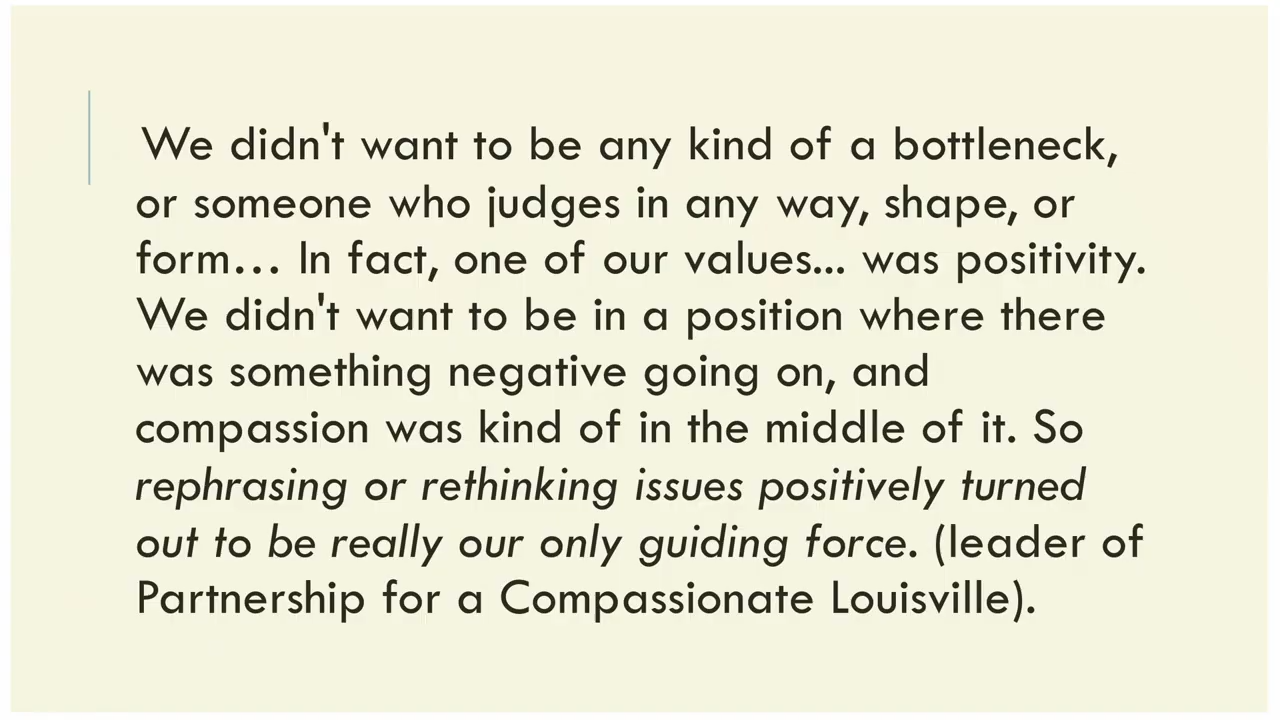 We didn't want to be any kind of a bottleneck,
or someone who judges in any way, shape, or
form… In fact, one of our values... was positivity.
We didn't want to be in a position where there
was something negative going on, and
compassion was kind of in the middle of it. So
rephrasing or rethinking issues positively turned
out to be really our only guiding force. (leader of
Partnership for a Compassionate Louisville).